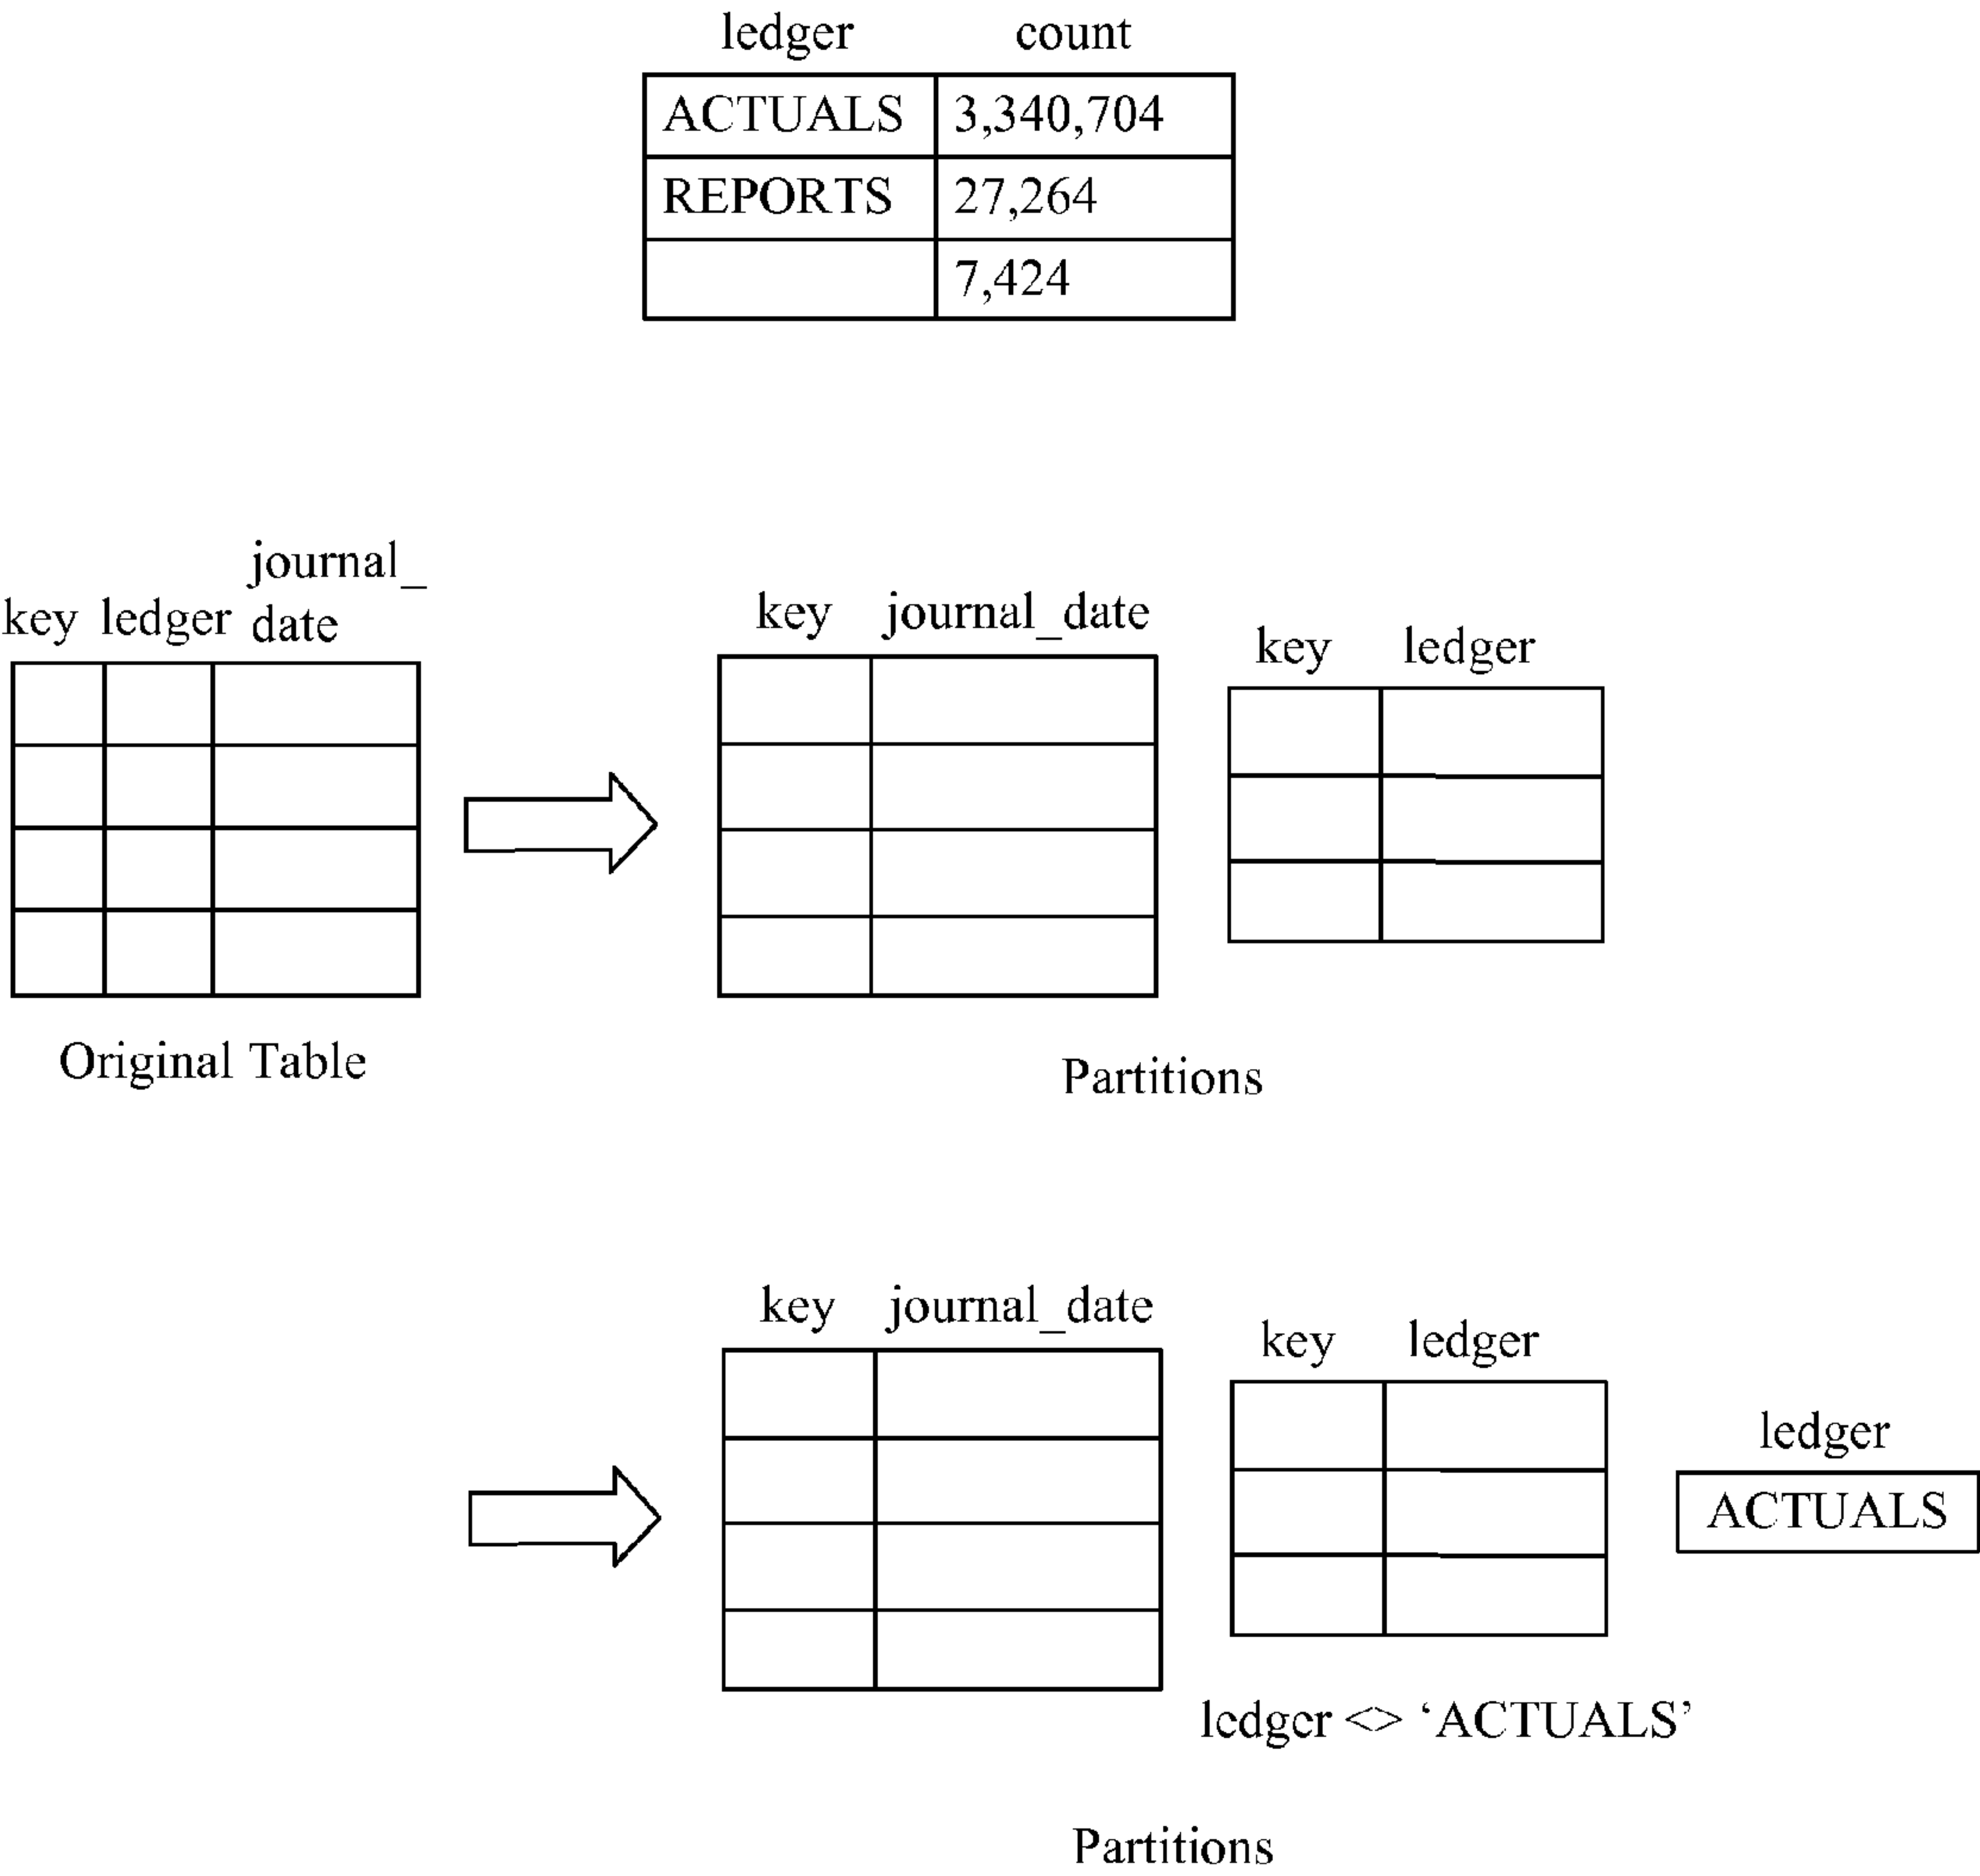 ledger count
ACTUALS 3,340,704
REPORTS 27,264
7,424
journal_
key ledger date
key journal_date
key ledger
Original Table
Partitions
key journal_date
key ledger
ledger
ACTUALS
ledger <> ‘ACTUALS’
Partitions